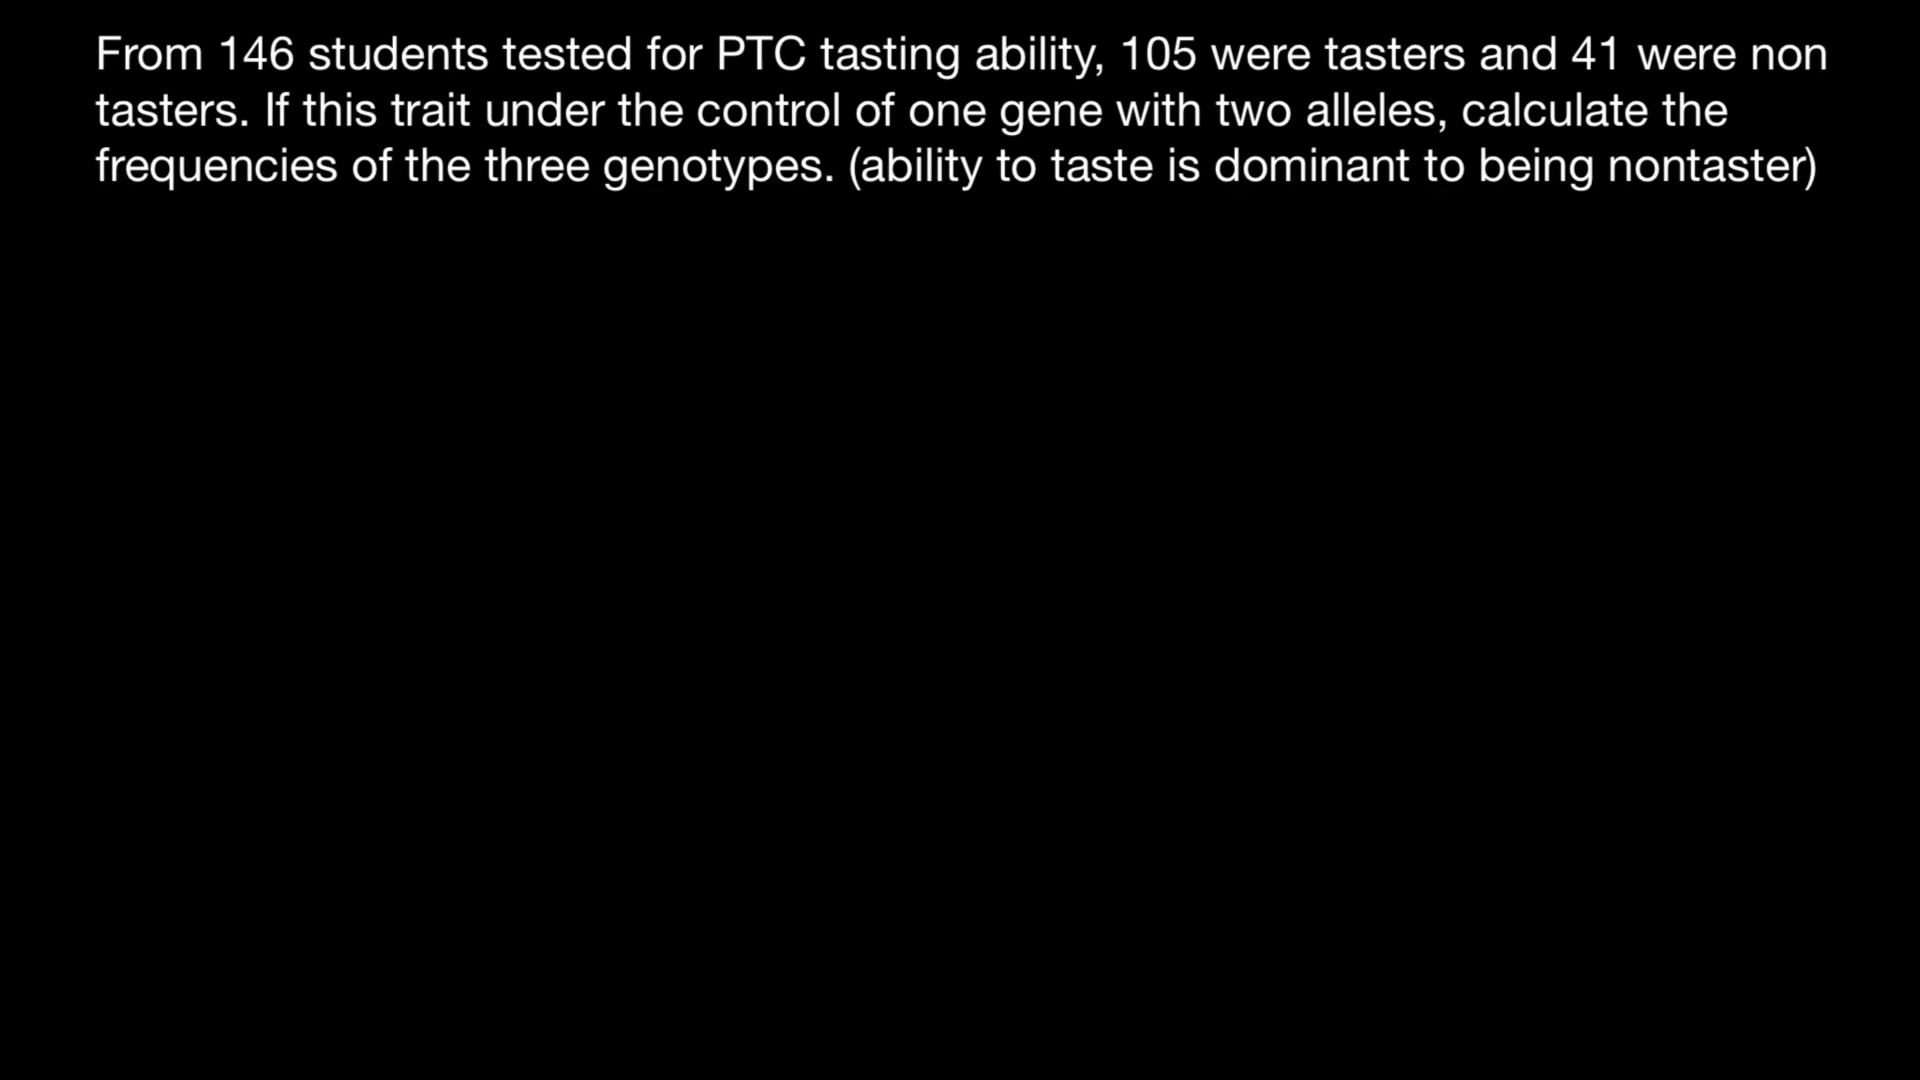 From 146 students tested for PTC tasting ability, 105 were tasters and 41 were non
tasters. If this trait under the control of one gene with two alleles, calculate the
frequencies of the three genotypes. (ability to taste is dominant to being nontaster)